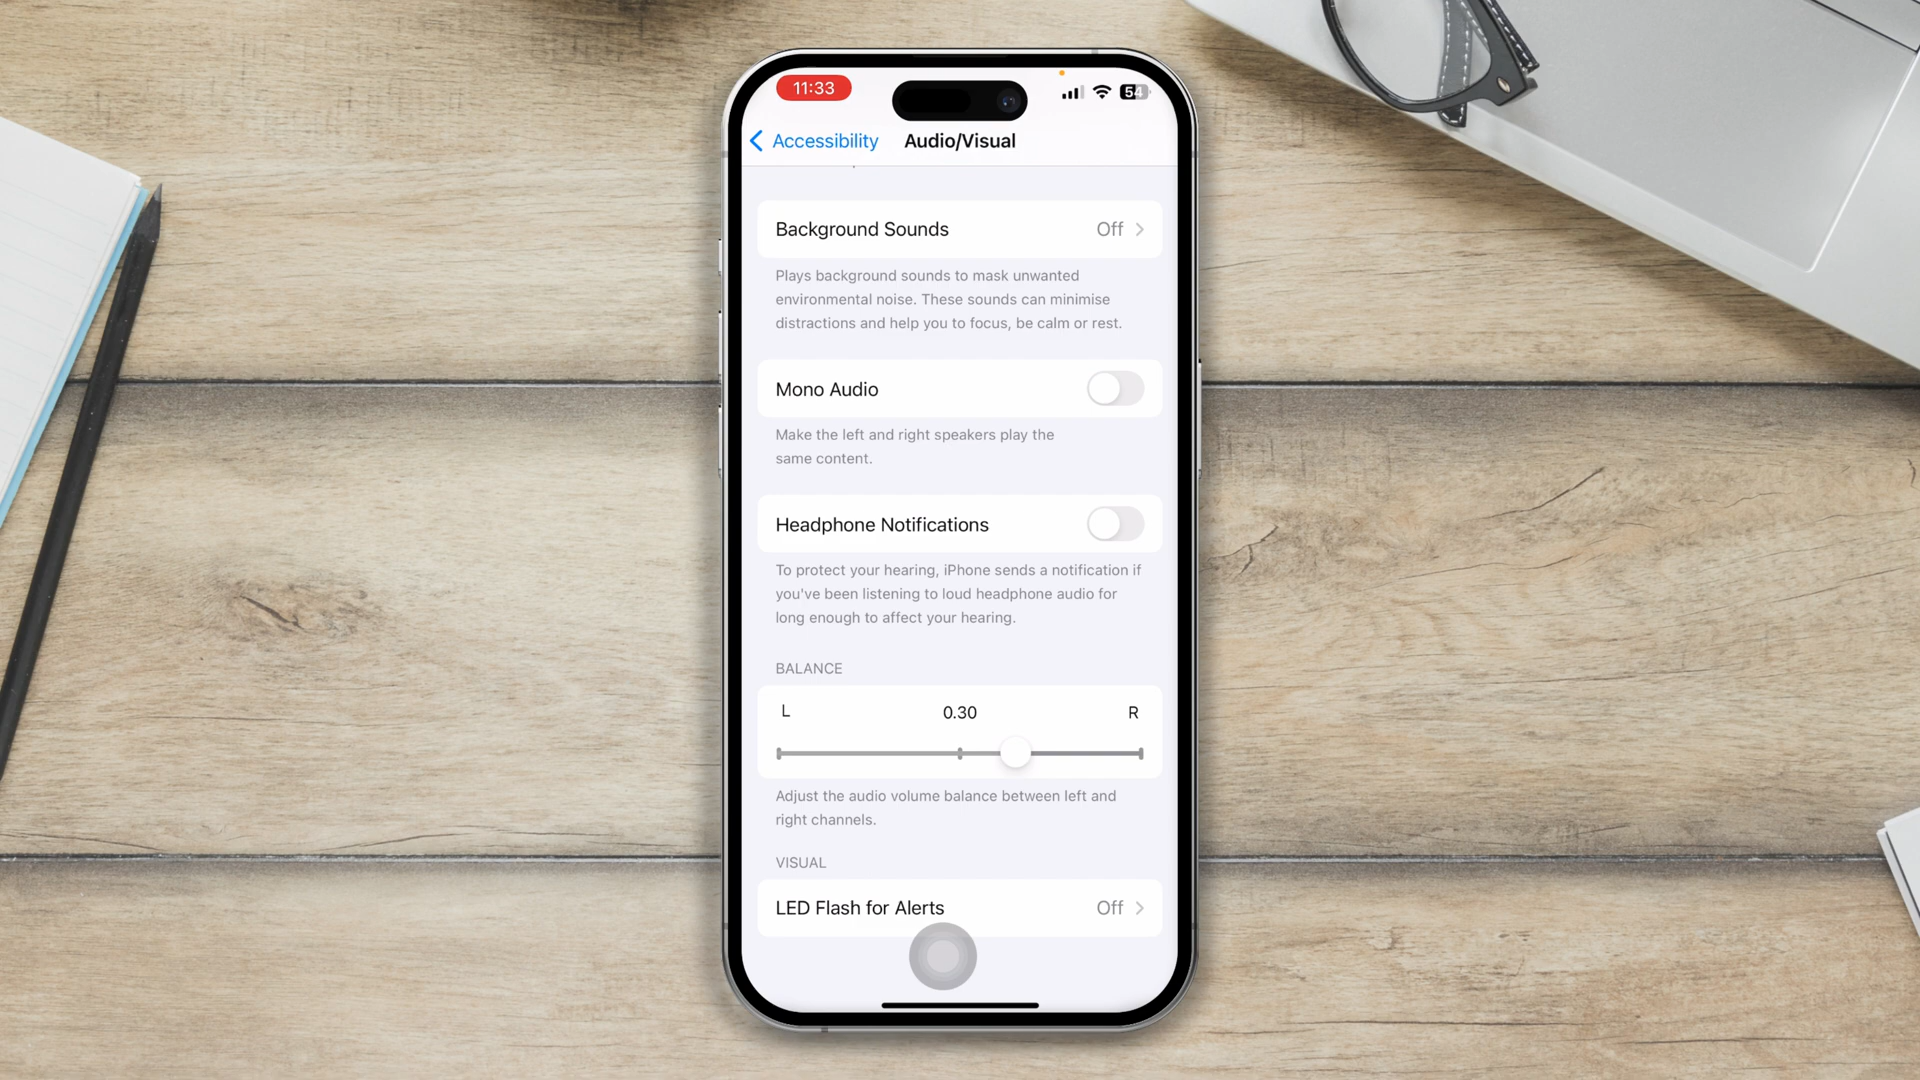 11:33
54
Accessibility
Audio/Visual
Background Sounds
Off
Plays background sounds to mask unwanted
environmental noise. These sounds can minimise
distractions and help you to focus, be calm or rest.
Mono Audio
Make the left and right speakers play the
same content.
Headphone Notifications
To protect your hearing, iPhone sends a notification if
you've been listening to loud headphone audio for
long enough to affect your hearing.
BALANCE
L
0.30
R
Adjust the audio volume balance between left and
right channels.
VISUAL
LED Flash for Alerts
Off